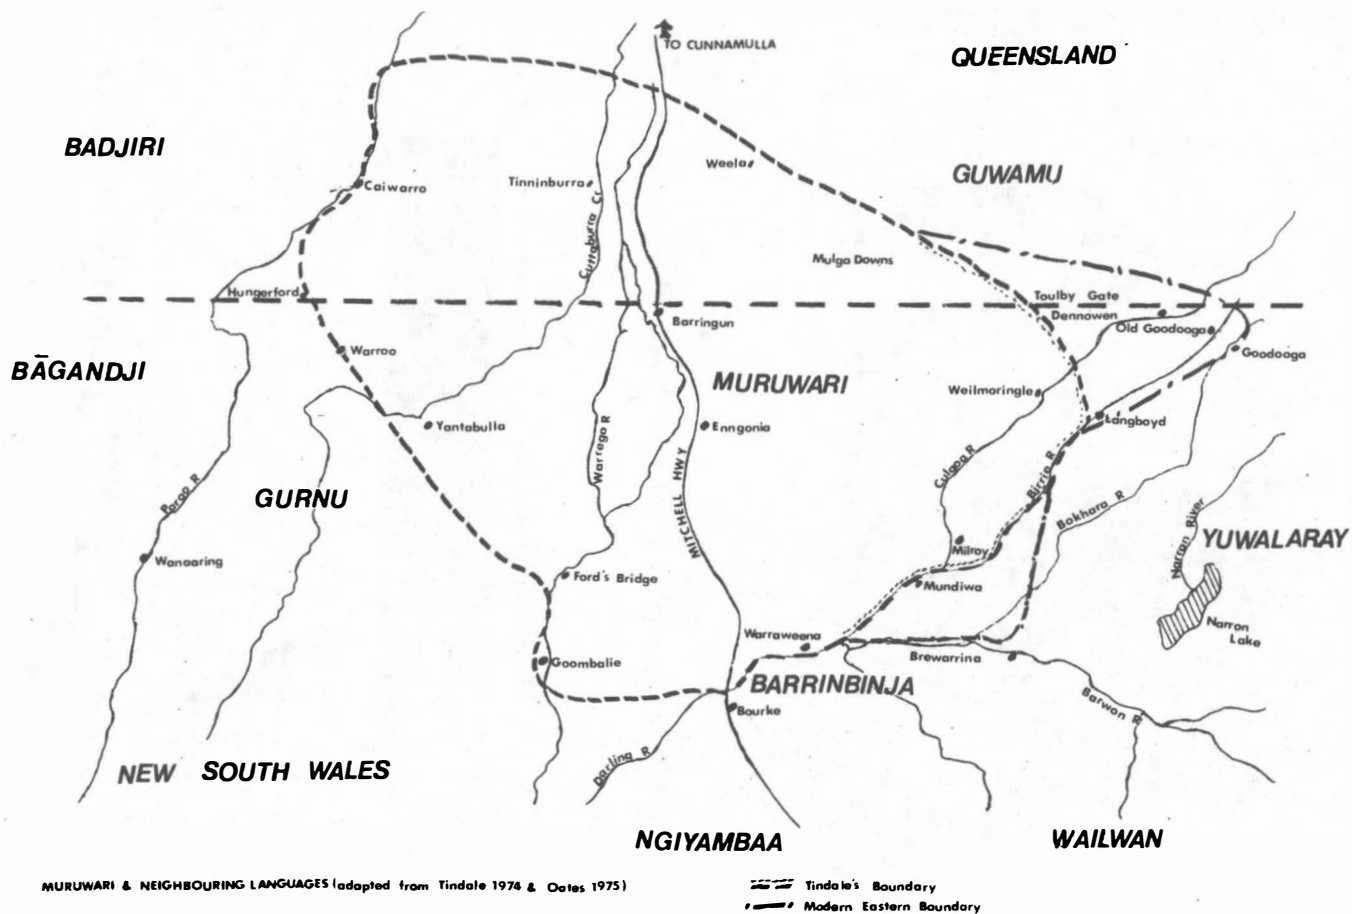 TO CUNNAMULLA
QUEENSLAND
BADJIRI
Weela
GUWAMU
Caiwarro
Tinninburra
Cuttaburra Cr
Mulga Downs
Hungerford
Toulby Gate
Dennowen
Old Goodooga
Barringun
Goodooga
Warroo
BĀGANDJI
MURUWARI
Weilmoringle
Yantabulla
Enngonia
Langboyd
Warrego R
MITCHELL HWY
Culgoa R
Birrie R
Bokhara R
Paroo R
GURNU
Narran River
YUWALARAY
Wanaaring
Milroy
Ford's Bridge
Mundiwa
Narron
Lake
Warraweena
Brewarrina
Goombalie
BARRINBINJA
Barwon R
Bourke
Darling R
NEW SOUTH WALES
NGIYAMBAA
WAILWAN
MURUWARI & NEIGHBOURING LANGUAGES (adapted from Tindale 1974 & Oates 1975)
Tindale's Boundary
Modern Eastern Boundary